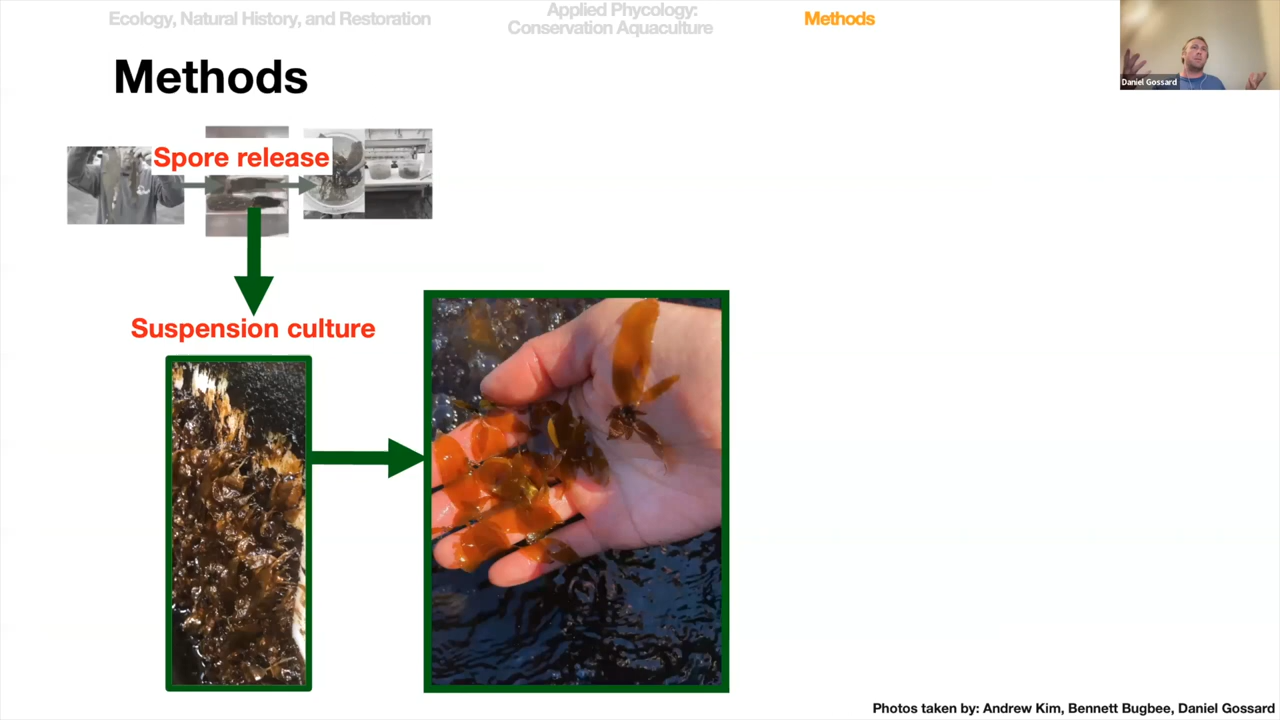 Ecology, Natural History, and Restoration
Applied Phycology:
Conservation Aquaculture
Methods
Daniel Gossard
Methods
Spore release
Suspension culture
Photos taken by: Andrew Kim, Bennett Bugbee, Daniel Gossard